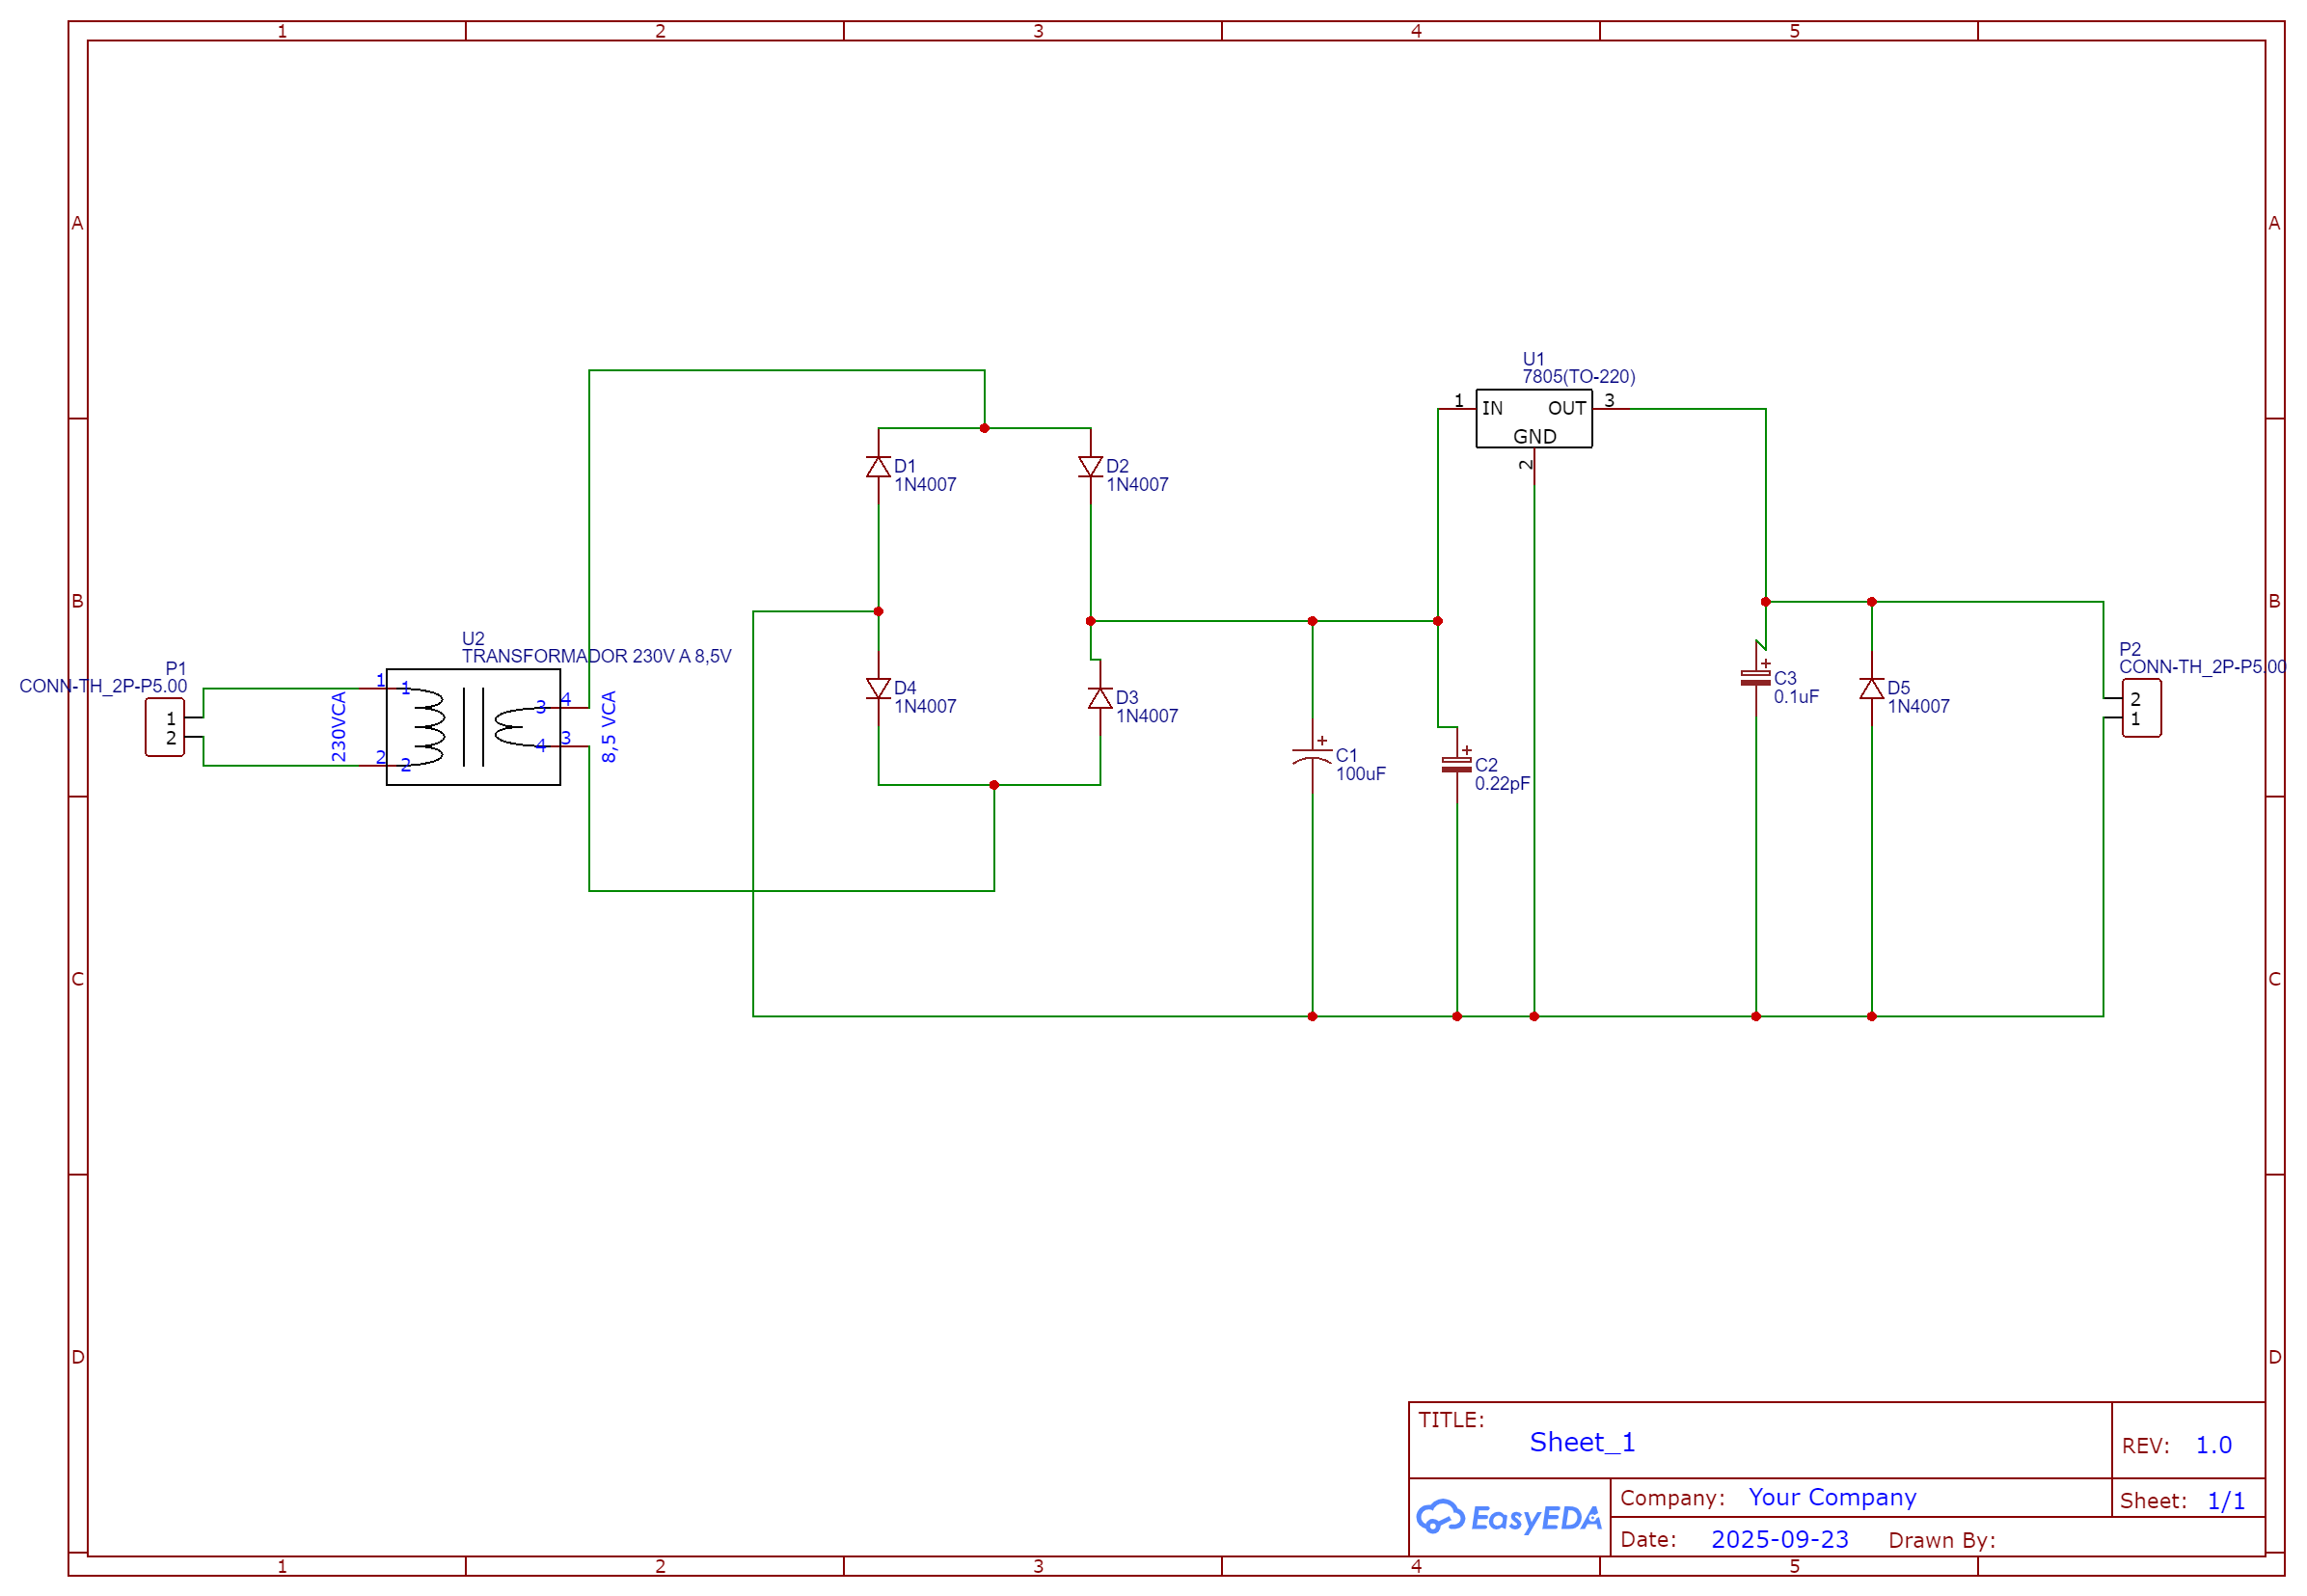 1 2 3 4 5
A A
U1
7805(TO-220)
1 IN OUT 3
GND
2
D1
1N4007
D2
1N4007
B B
U2
TRANSFORMADOR 230V A 8,5V
P1
CONN-TH_2P-P5.00
1
2
230VCA
1 1
2 2
3 4
4 3
8,5 VCA
D4
1N4007
D3
1N4007
+
C1
100uF
+
C2
0.22pF
+
C3
0.1uF
D5
1N4007
P2
CONN-TH_2P-P5.00
2
1
C C
D D
TITLE:
Sheet_1
REV: 1.0
EasyEDA
Company: Your Company
Sheet: 1/1
Date: 2025-09-23 Drawn By:
1 2 3 4 5